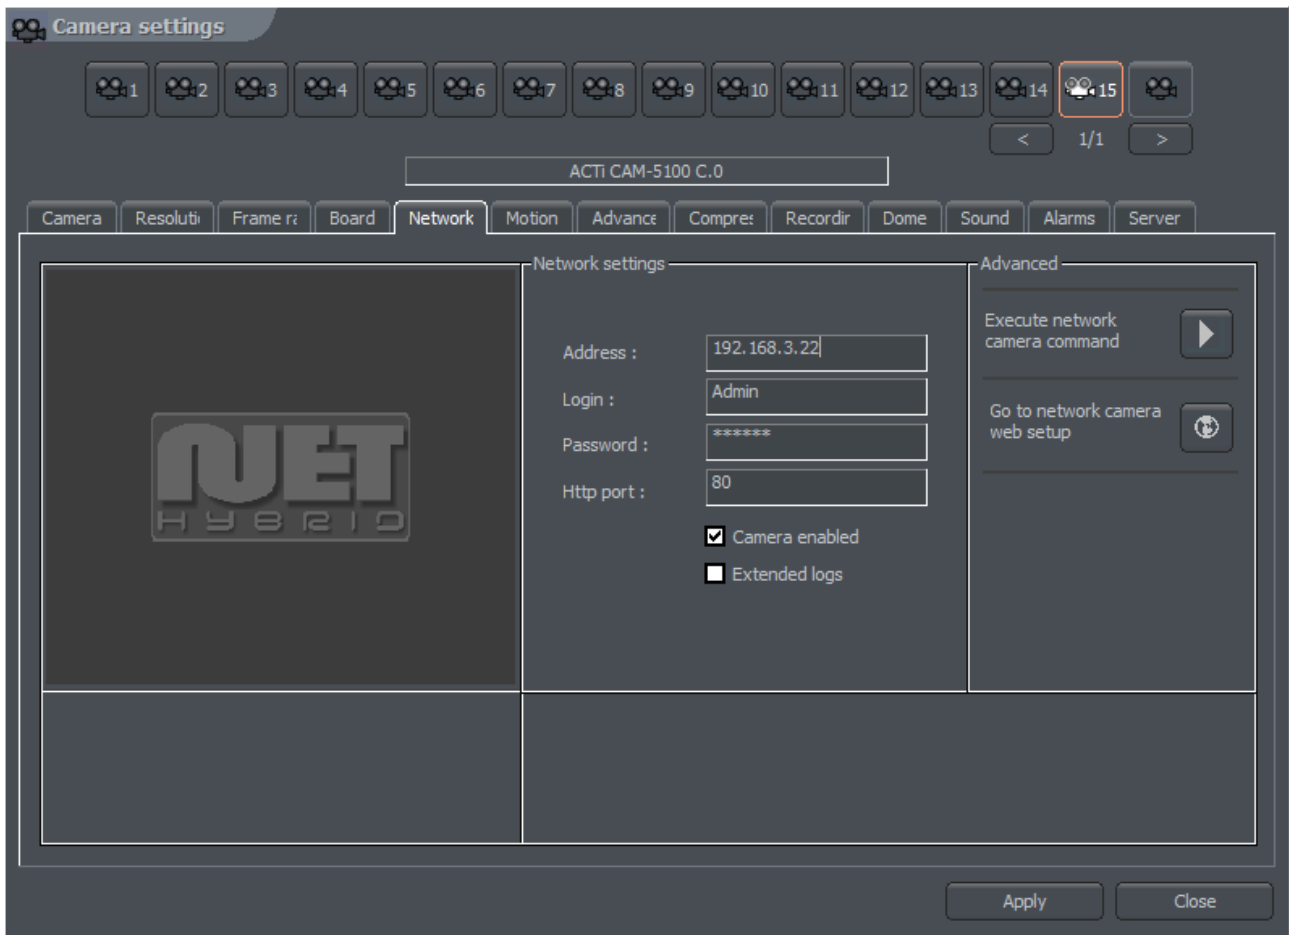 Camera settings
1 2 3 4 5 6 7 8 9 10 11 12 13 14 15
< 1/1 >
ACTi CAM-5100 C.0
Camera Resoluti Frame ra Board Network Motion Advance Compres Recordir Dome Sound Alarms Server
Network settings
Address : 192.168.3.22
Login : Admin
Password : ******
Http port : 80
Camera enabled
Extended logs
Advanced
Execute network
camera command
Go to network camera
web setup
NET
HYBRID
Apply Close